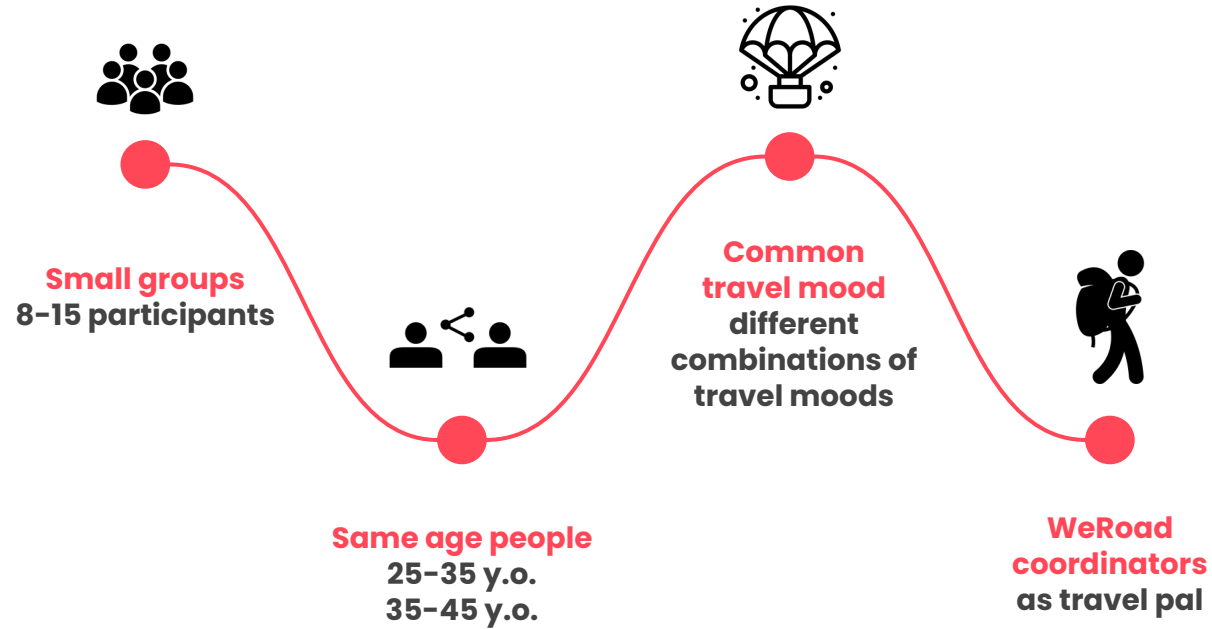 Small groups
8-15 participants
Same age people
25-35 y.o.
35-45 y.o.
Common
travel mood
different
combinations of
travel moods
WeRoad
coordinators
as travel pal